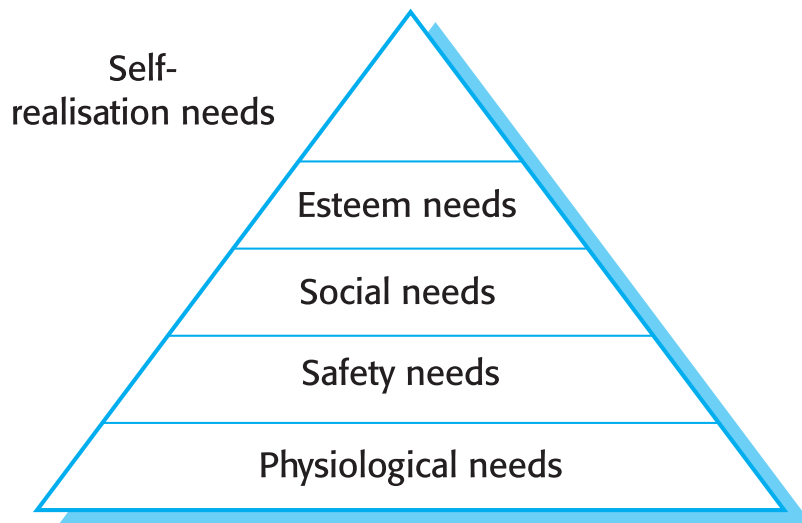 Self-
realisation needs
Esteem needs
Social needs
Safety needs
Physiological needs